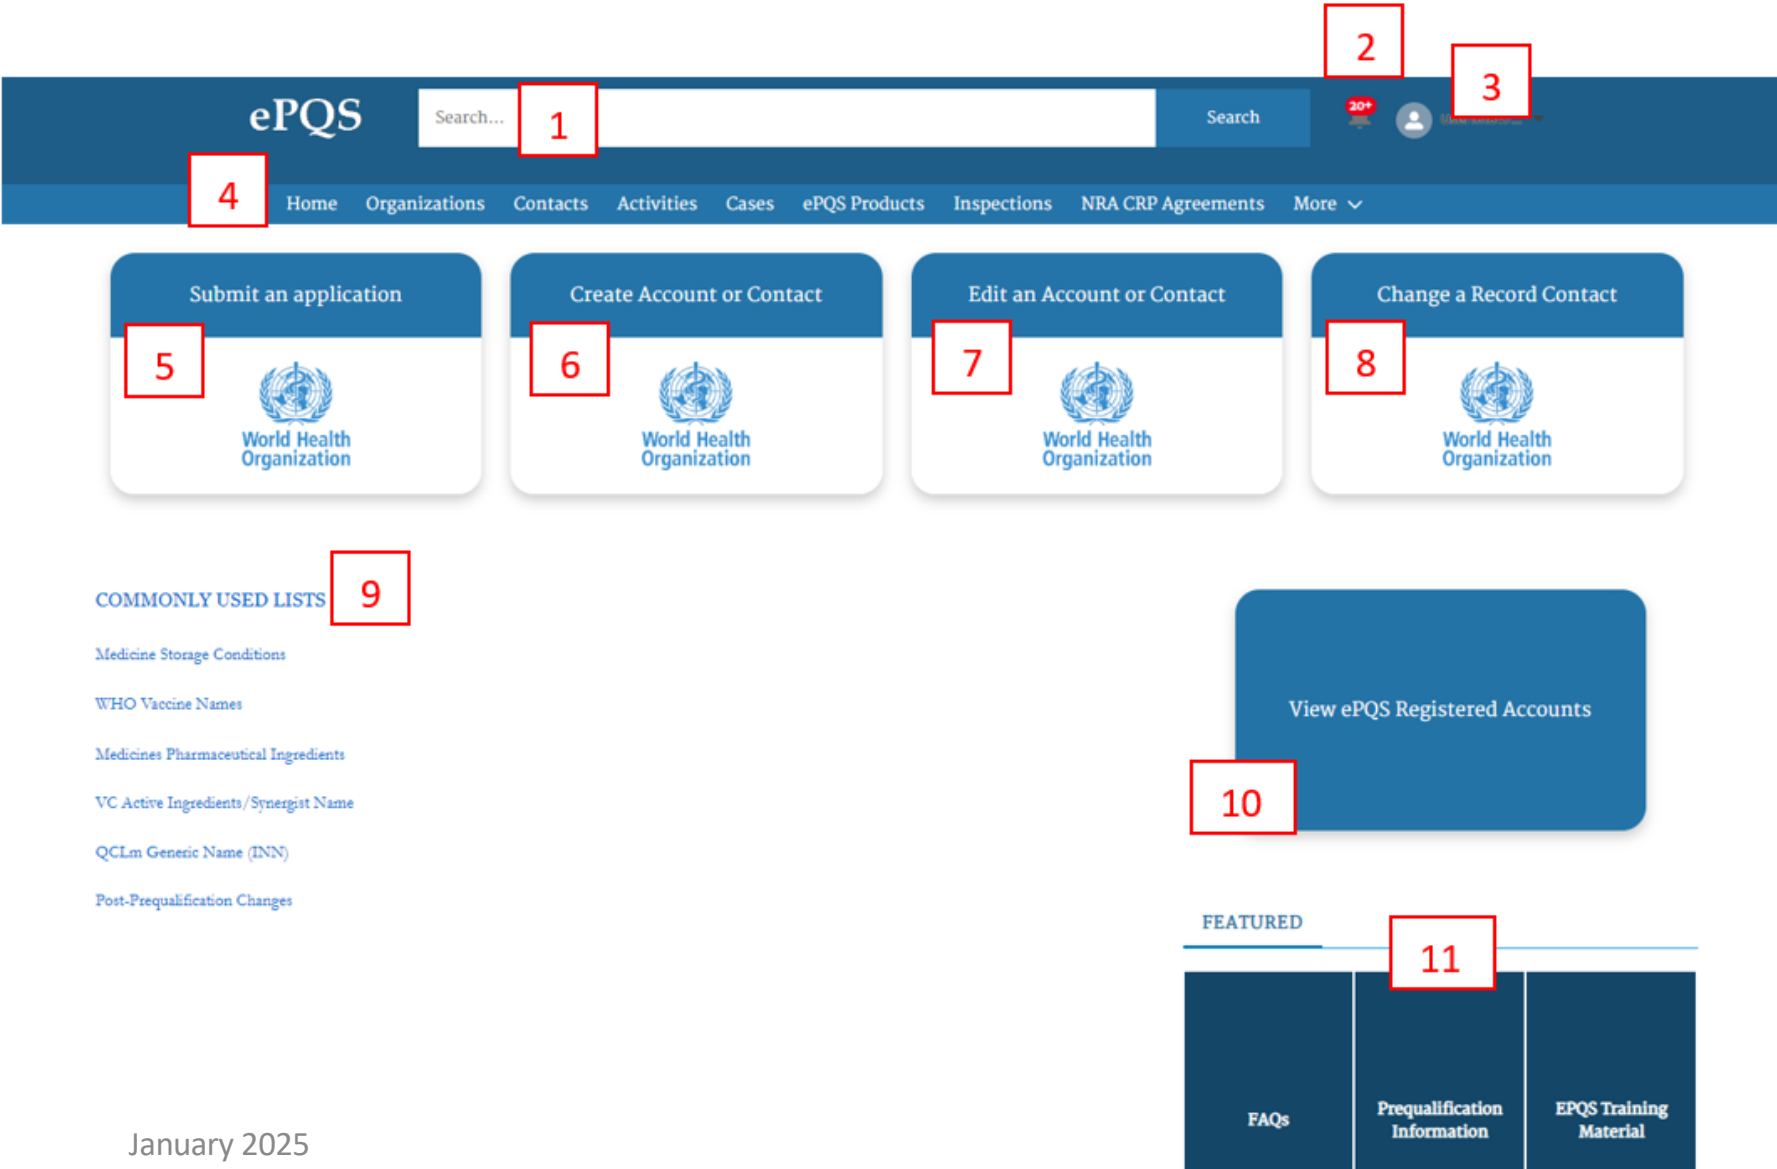 2
3
ePQS
Search...
1
Search
20+
4
Home Organizations Contacts Activities Cases ePQS Products Inspections NRA CRP Agreements More
Submit an application
Create Account or Contact
Edit an Account or Contact
Change a Record Contact
5
6
7
8
World Health
Organization
World Health
Organization
World Health
Organization
World Health
Organization
COMMONLY USED LISTS
9
Medicine Storage Conditions
WHO Vaccine Names
Medicines Pharmaceutical Ingredients
VC Active Ingredients/Synergist Name
QCLm Generic Name (INN)
Post-Prequalification Changes
View ePQS Registered Accounts
10
FEATURED
11
FAQs
Prequalification
Information
EPQS Training
Material
January 2025